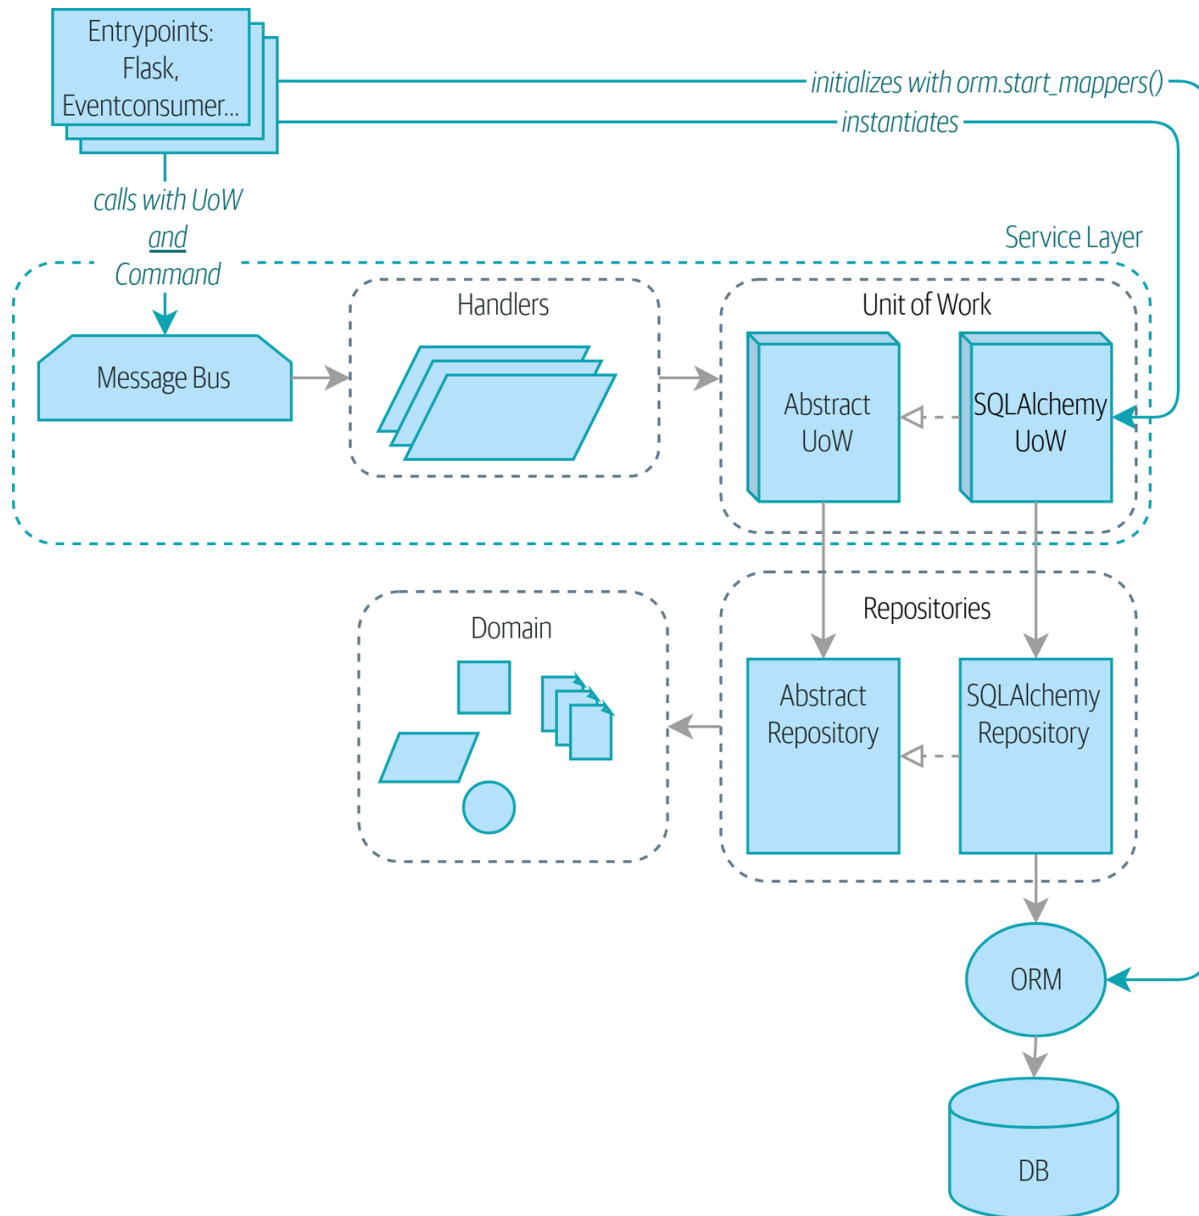 Entrypoints:
Flask,
Eventconsumer...
initializes with orm.start_mappers()
instantiates
calls with UoW
and
Command
Service Layer
Message Bus
Handlers
Unit of Work
Abstract
UoW
SQLAlchemy
UoW
Domain
Repositories
Abstract
Repository
SQLAlchemy
Repository
ORM
DB